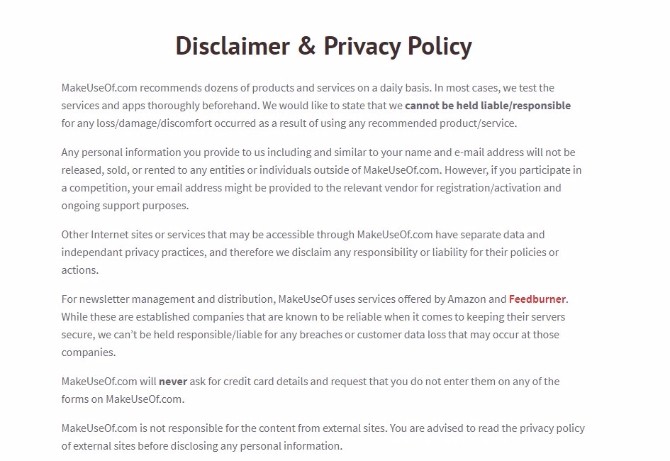 Disclaimer & Privacy Policy
MakeUseOf.com recommends dozens of products and services on a daily basis. In most cases, we test the
services and apps thoroughly beforehand. We would like to state that we cannot be held liable/responsible
for any loss/damage/discomfort occurred as a result of using any recommended product/service.
Any personal information you provide to us including and similar to your name and e-mail address will not be
released, sold, or rented to any entities or individuals outside of MakeUseOf.com. However, if you participate in
a competition, your email address might be provided to the relevant vendor for registration/activation and
ongoing support purposes.
Other Internet sites or services that may be accessible through MakeUseOf.com have separate data and
independant privacy practices, and therefore we disclaim any responsibility or liability for their policies or
actions.
For newsletter management and distribution, MakeUseOf uses services offered by Amazon and Feedburner.
While these are established companies that are known to be reliable when it comes to keeping their servers
secure, we can't be held responsible/liable for any breaches or customer data loss that may occur at those
companies.
MakeUseOf.com will never ask for credit card details and request that you do not enter them on any of the
forms on MakeUseOf.com.
MakeUseOf.com is not responsible for the content from external sites. You are advised to read the privacy policy
of external sites before disclosing any personal information.